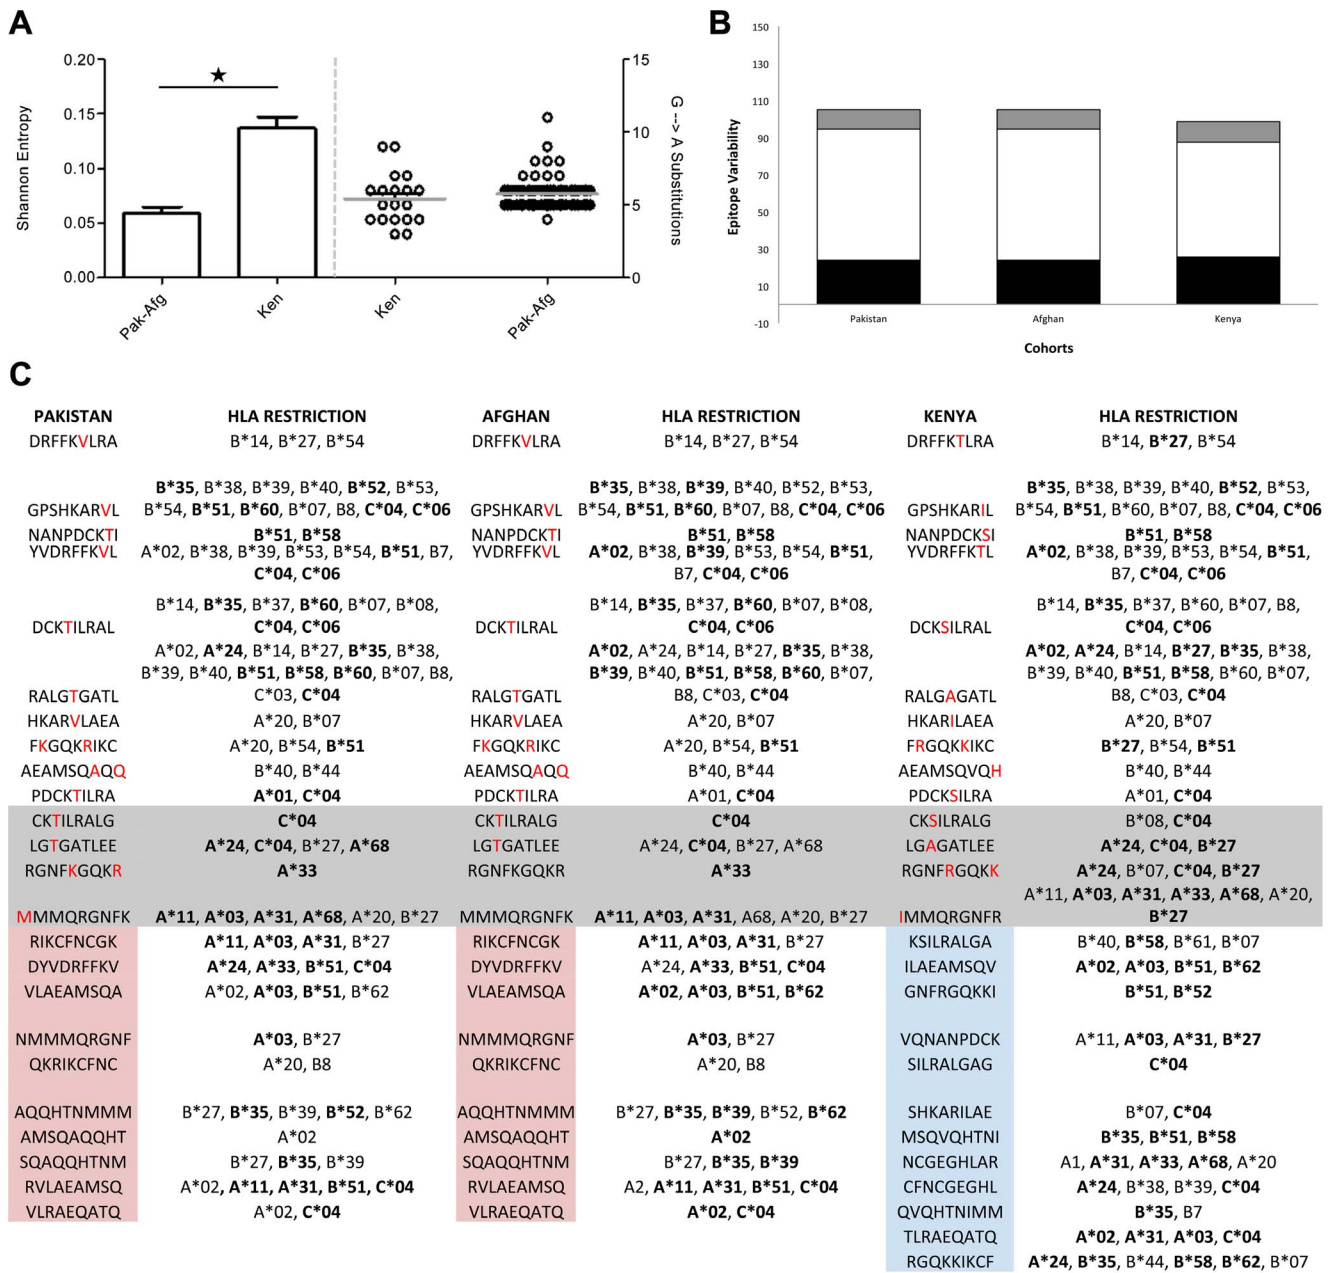 A
0.20
0.15
0.10
0.05
0.00
Shannon Entropy
★
Pak-Afg
Ken
Ken
Pak-Afg
15
10
5
0
G --> A Substitutions
B
150
130
110
90
70
50
30
10
-10
Epitope Variability
Pakistan Afghan Kenya
Cohorts
C
PAKISTAN HLA RESTRICTION AFGHAN HLA RESTRICTION KENYA HLA RESTRICTION
DRFFKVLRA B*14, B*27, B*54 DRFFKVLRA B*14, B*27, B*54 DRFFKTLRA B*14, B*27, B*54
B*35, B*38, B*39, B*40, B*52, B*53, B*35, B*38, B*39, B*40, B*52, B*53, B*35, B*38, B*39, B*40, B*52, B*53,
GPSHKARVL B*54, B*51, B*60, B*07, B8, C*04, C*06 GPSHKARVL B*54, B*51, B*60, B*07, B8, C*04, C*06 GPSHKARIL B*54, B*51, B*60, B*07, B8, C*04, C*06
NANPDCKTI B*51, B*58 NANPDCKTI B*51, B*58 NANPDCKSI B*51, B*58
YVDRFFKVL A*02, B*38, B*39, B*53, B*54, B*51, B7, YVDRFFKVL A*02, B*38, B*39, B*53, B*54, B*51, YVDRFFKTL A*02, B*38, B*39, B*53, B*54, B*51,
C*04, C*06 B7, C*04, C*06 B7, C*04, C*06
B*14, B*35, B*37, B*60, B*07, B*08, B*14, B*35, B*37, B*60, B*07, B*08, B*14, B*35, B*37, B*60, B*07, B8,
DCKTILRAL C*04, C*06 DCKTILRAL C*04, C*06 DCKSILRAL C*04, C*06
A*02, A*24, B*14, B*27, B*35, B*38, A*02, A*24, B*14, B*27, B*35, B*38, A*02, A*24, B*14, B*27, B*35, B*38,
B*39, B*40, B*51, B*58, B*60, B*07, B8, B*39, B*40, B*51, B*58, B*60, B*07, B*39, B*40, B*51, B*58, B*60, B*07,
RALGTGATL C*03, C*04 RALGTGATL B8, C*03, C*04 RALGAGATL B8, C*03, C*04
HKARVLAEA A*20, B*07 HKARVLAEA A*20, B*07 HKARILAEA A*20, B*07
FKGQKRIKC A*20, B*54, B*51 FKGQKRIKC A*20, B*54, B*51 FRGQKKIKC B*27, B*54, B*51
AEAMSQAQQ B*40, B*44 AEAMSQAQQ B*40, B*44 AEAMSQVQH B*40, B*44
PDCKTILRA A*01, C*04 PDCKTILRA A*01, C*04 PDCKSILRA A*01, C*04
CKTILRALG C*04 CKTILRALG C*04 CKSILRALG B*08, C*04
LGTGATLEE A*24, C*04, B*27, A*68 LGTGATLEE A*24, C*04, B*27, A*68 LGAGATLEE A*24, C*04, B*27
RGNFKGQKR A*33 RGNFKGQKR A*33 RGNFRGQKK A*24, B*07, C*04, B*27
A*11, A*03, A*31, A*33, A*68, A*20,
MMMMQRGNFK A*11, A*03, A*31, A*68, A*20, B*27 MMMQRGNFK A*11, A*03, A*31, A68, A*20, B*27 IMMQRGNFR B*27
RIKCFNCGK A*11, A*03, A*31, B*27 RIKCFNCGK A*11, A*03, A*31, B*27 KSILRALGA B*40, B*58, B*61, B*07
DYVDRFFKV A*24, A*33, B*51, C*04 DYVDRFFKV A*24, A*33, B*51, C*04 ILAEAMSQV A*02, A*03, B*51, B*62
VLAEAMSQA A*02, A*03, B*51, B*62 VLAEAMSQA A*02, A*03, B*51, B*62 GNFRGQKKI B*51, B*52
NMMMQRGNF A*03, B*27 NMMMQRGNF A*03, B*27 VQNANPDCK A*11, A*03, A*31, B*27
QKRIKCFNC A*20, B8 QKRIKCFNC A*20, B8 SILRALGAG C*04
AQQHTNMMM B*27, B*35, B*39, B*52, B*62 AQQHTNMMM B*27, B*35, B*39, B*52, B*62 SHKARILAE B*07, C*04
AMSQAQQHT A*02 AMSQAQQHT A*02 MSQVQHTNI B*35, B*51, B*58
SQAQQHTNM B*27, B*35, B*39 SQAQQHTNM B*27, B*35, B*39 NCGEGHLAR A1, A*31, A*33, A*68, A*20
RVLAEAMSQ A*02, A*11, A*31, B*51, C*04 RVLAEAMSQ A2, A*11, A*31, B*51, C*04 CFNCGEGHL A*24, B*38, B*39, C*04
VLRAEQATQ A*02, C*04 VLRAEQATQ A*02, C*04 QVQHTNIMM B*35, B7
TLRAEQATQ A*02, A*31, A*03, C*04
RGQKKIKCF A*24, B*35, B*44, B*58, B*62, B*07